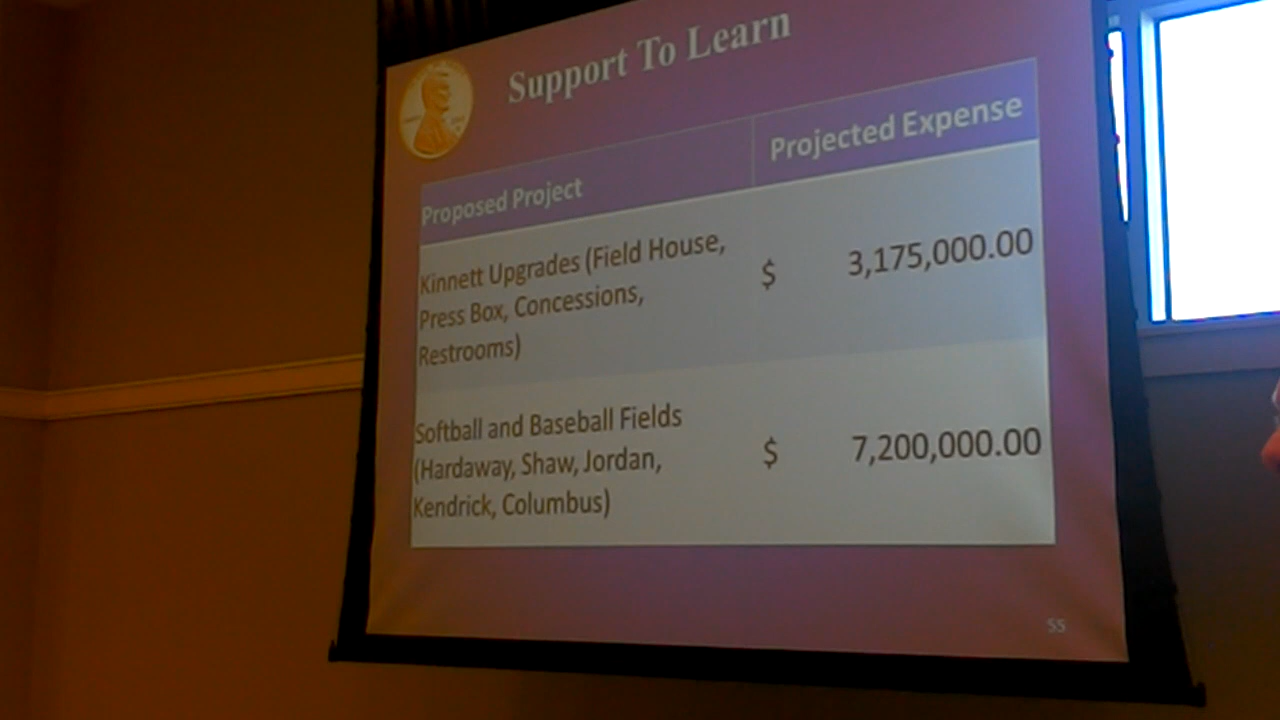 Support To Learn
Proposed Project
Projected Expense
Kinnett Upgrades (Field House,
Press Box, Concessions,
Restrooms)
$ 3,175,000.00
Softball and Baseball Fields
(Hardaway, Shaw, Jordan,
Kendrick, Columbus)
$ 7,200,000.00
55